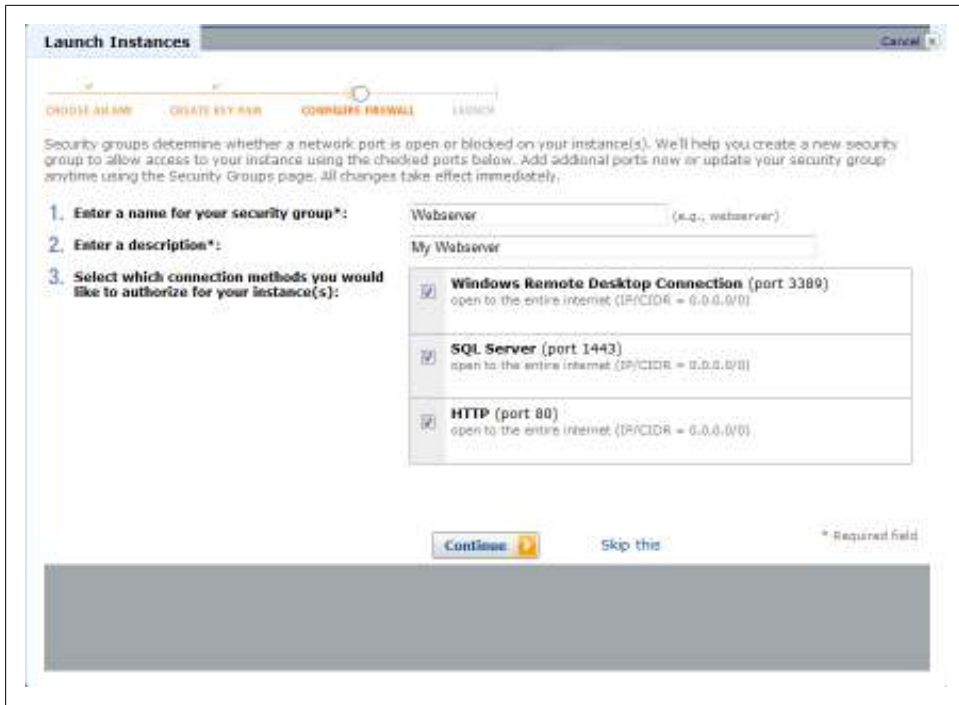 Launch Instances
Cancel x
CHOOSE AN AMI CREATE KEY PAIR CONFIGURE FIREWALL LAUNCH
Security groups determine whether a network port is open or blocked on your instance(s). We'll help you create a new security
group to allow access to your instance using the checked ports below. Add addional ports now or update your security group
anytime using the Security Groups page. All changes take effect immediately.
1. Enter a name for your security group*:
Webserver (e.g., webserver)
2. Enter a description*:
My Webserver
3. Select which connection methods you would
like to authorize for your instance(s):
Windows Remote Desktop Connection (port 3389)
open to the entire internet (IP/CIDR = 0.0.0.0/0)
SQL Server (port 1443)
open to the entire internet (IP/CIDR = 0.0.0.0/0)
HTTP (port 80)
open to the entire internet (IP/CIDR = 0.0.0.0/0)
Continue
Skip this
* Required field